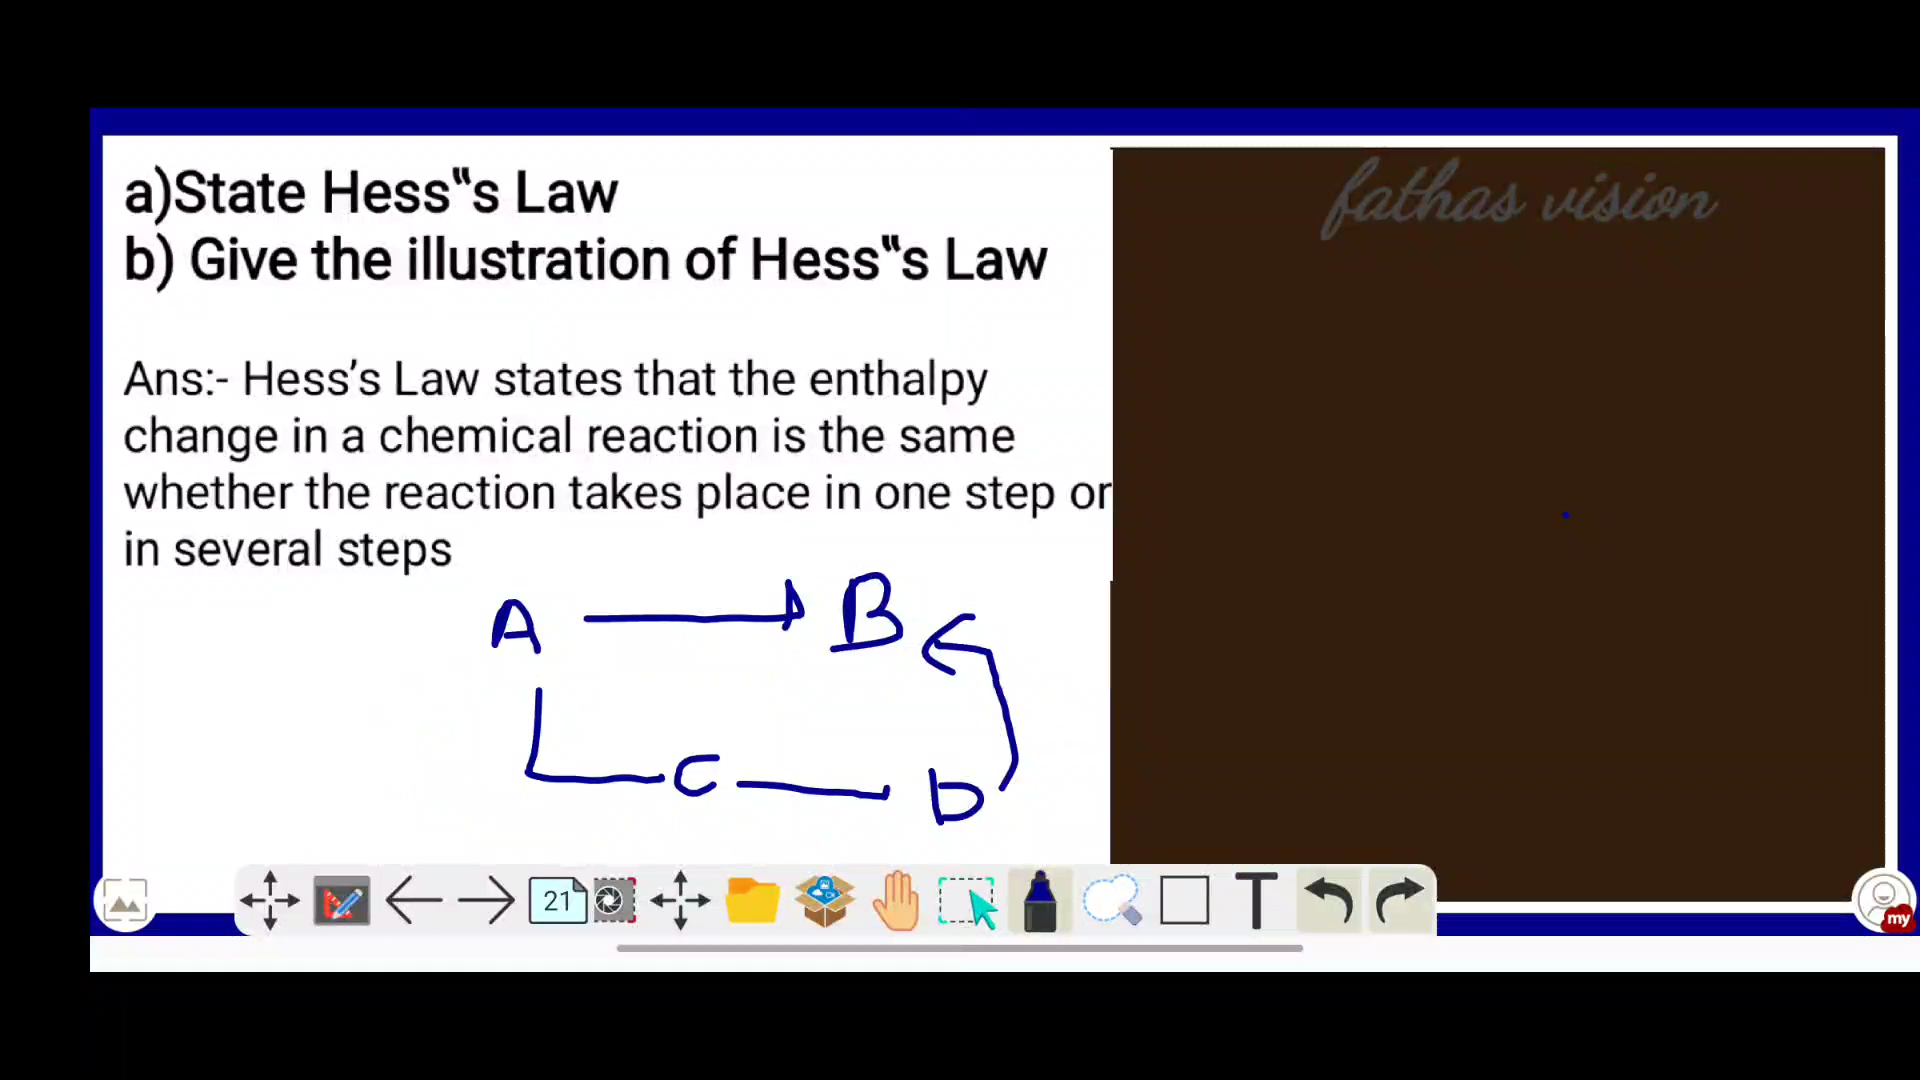 a)State Hess‟s Law
b) Give the illustration of Hess‟s Law
fathas vision
Ans:- Hess’s Law states that the enthalpy
change in a chemical reaction is the same
whether the reaction takes place in one step or
in several steps
A B
C D
21 T
my